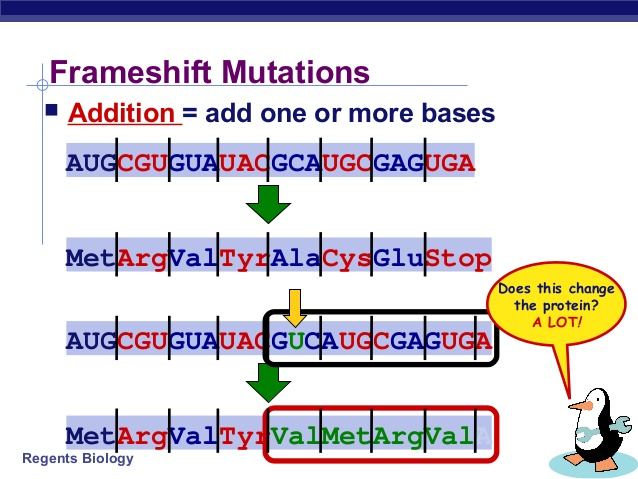 Frameshift Mutations
Addition = add one or more bases
AUGCGUGUAUACGCAUGCGAGUGA
MetArgValTyrAlaCysGluStop
Does this change
the protein?
A LOT!
AUGCGUGUAUACGUCAUGCGAGUGA
MetArgValTyrValMetArgValA
Regents Biology